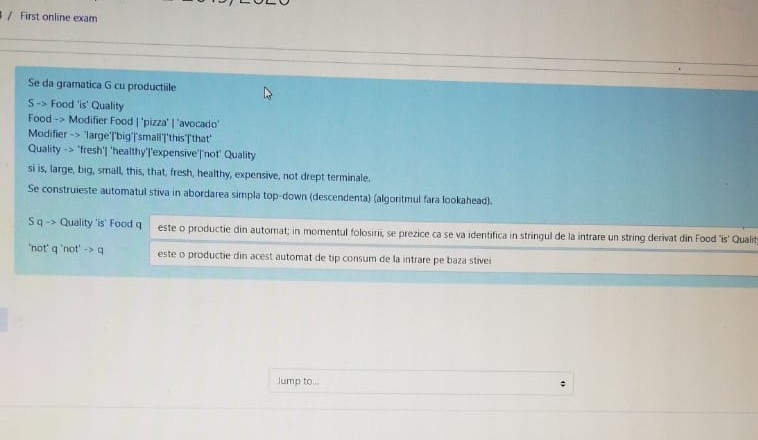 2019/2020
/ First online exam
Se da gramatica G cu productiile
S -> Food 'is' Quality
Food -> Modifier Food | 'pizza' | 'avocado'
Modifier -> 'large'|'big'|'small'|'this'|'that'
Quality -> 'fresh'| 'healthy'|'expensive'|'not' Quality
si is, large, big, small, this, that, fresh, healthy, expensive, not drept terminale.
Se construieste automatul stiva in abordarea simpla top-down (descendenta) (algoritmul fara lookahead).
S q -> Quality 'is' Food q este o productie din automat; in momentul folosirii, se prezice ca se va identifica in stringul de la intrare un string derivat din Food 'is' Qualit
'not' q 'not' -> q este o productie din acest automat de tip consum de la intrare pe baza stivei
Jump to...